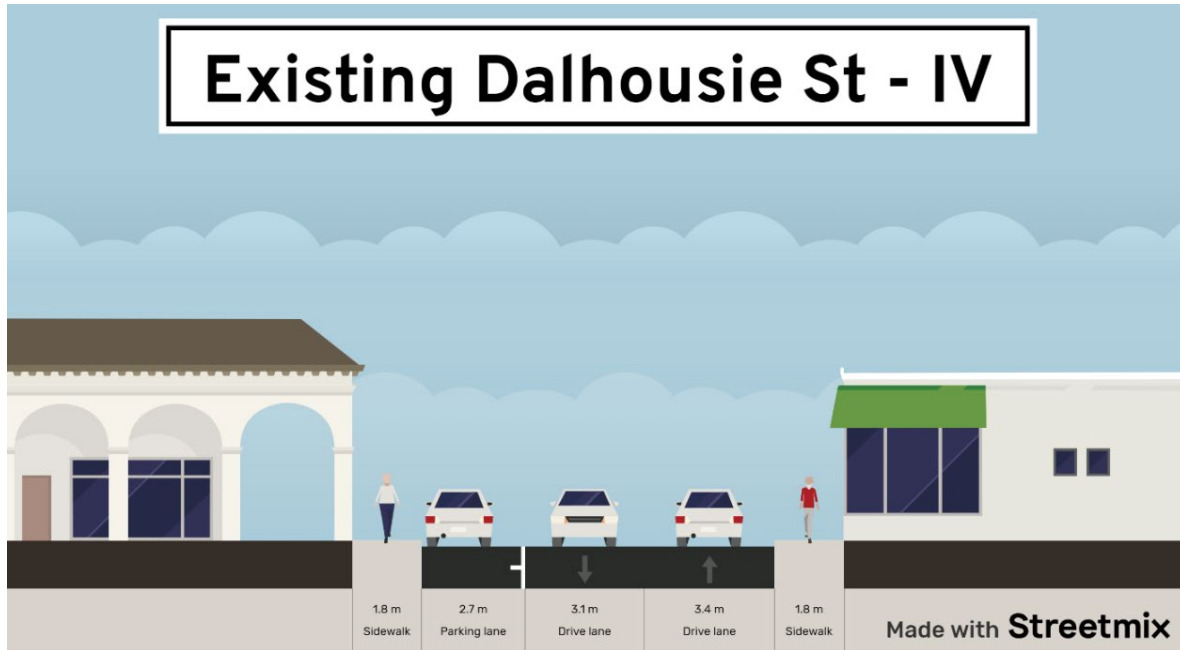 Existing Dalhousie St - IV
1.8 m
Sidewalk
2.7 m
Parking lane
3.1 m
Drive lane
3.4 m
Drive lane
1.8 m
Sidewalk
Made with Streetmix